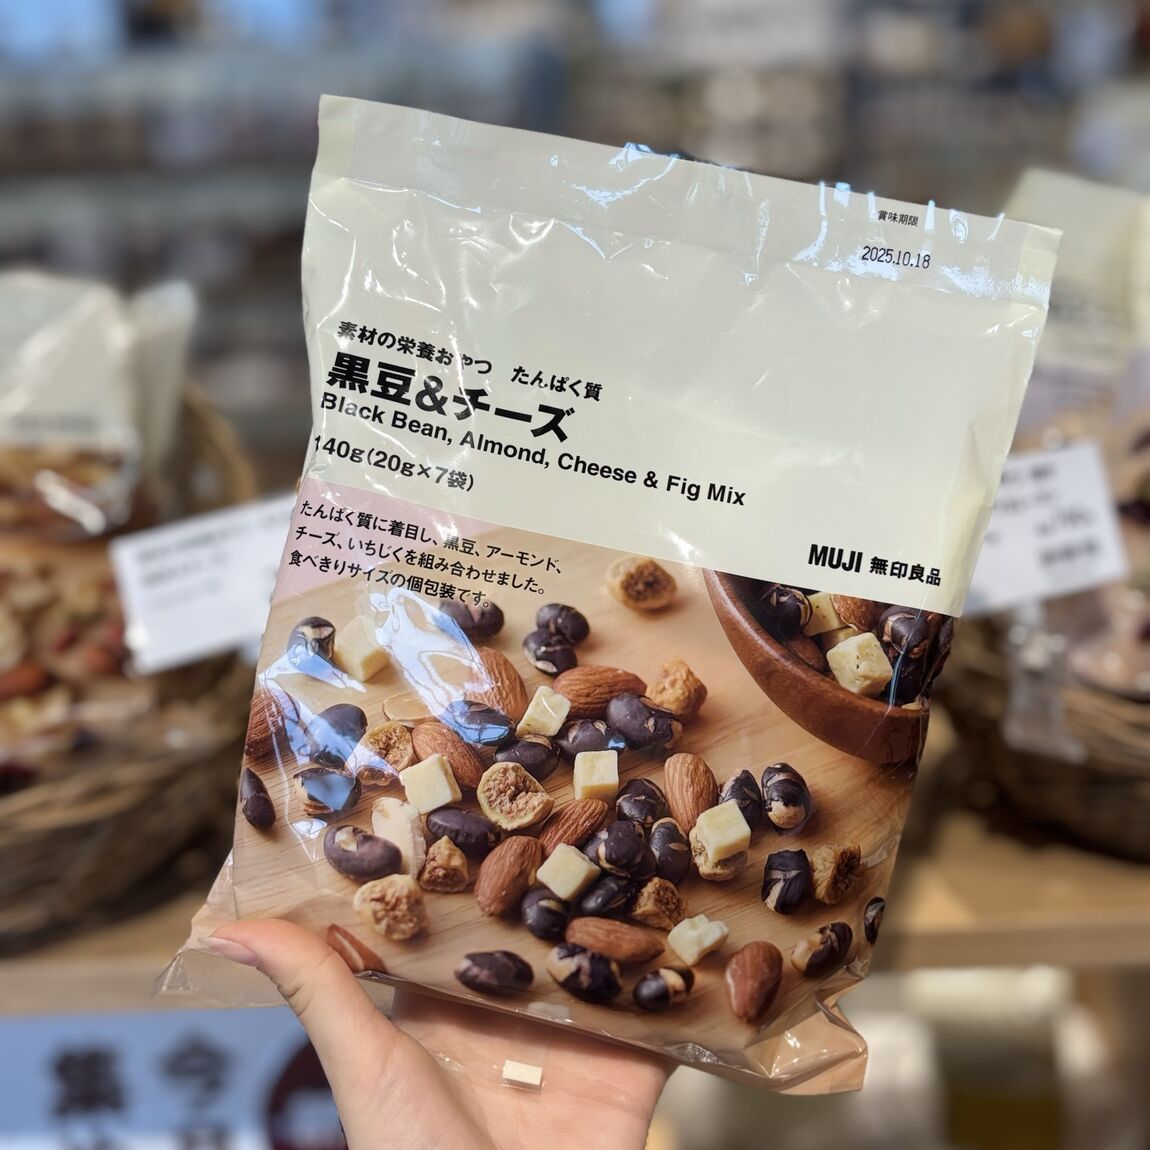 賞味期限
2025.10.18
素材の栄養おやつ たんぱく質
黒豆&チーズ
Black Bean, Almond, Cheese & Fig Mix
140g(20g×7袋)
たんぱく質に着目し、黒豆、アーモンド、
チーズ、いちじくを組み合わせました。
食べきりサイズの個包装です。
MUJI 無印良品